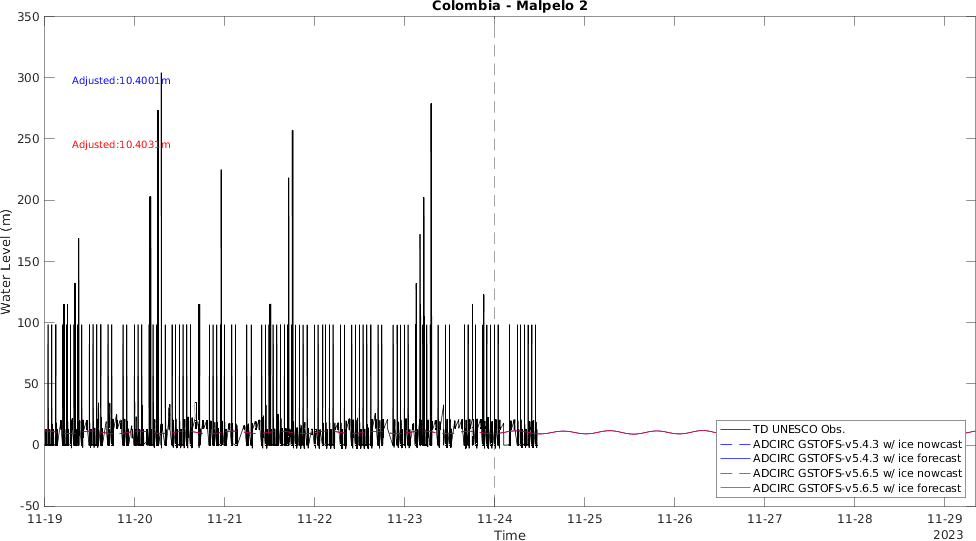 Colombia - Malpelo 2
350
300
250
200
150
100
50
0
-50
Water Level (m)
Adjusted:10.4001m
Adjusted:10.4031m
TD UNESCO Obs.
ADCIRC GSTOFS-v5.4.3 w/ ice nowcast
ADCIRC GSTOFS-v5.4.3 w/ ice forecast
ADCIRC GSTOFS-v5.6.5 w/ ice nowcast
ADCIRC GSTOFS-v5.6.5 w/ ice forecast
11-19 11-20 11-21 11-22 11-23 11-24 11-25 11-26 11-27 11-28 11-29
2023
Time